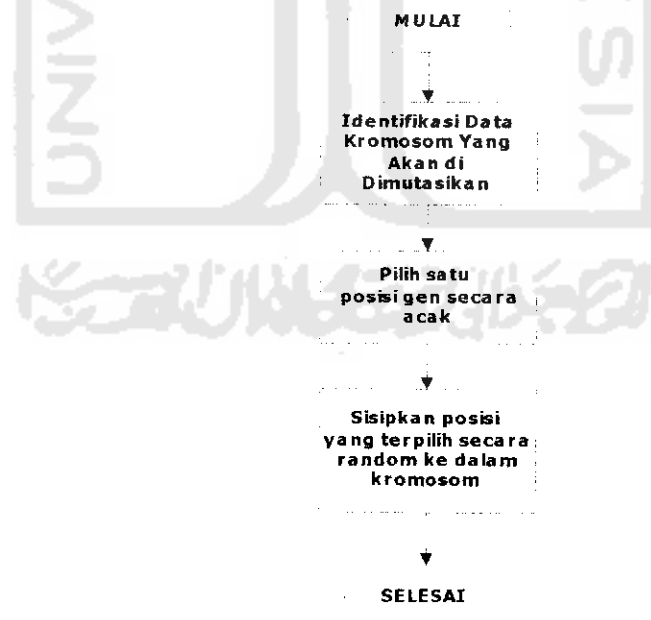 MULAI
Identifikasi Data
Kromosom Yang
Akan di
Dimutasikan
Pilih satu
posisi gen secara
acak
Sisipkan posisi
yang terpilih secara
random ke dalam
kromosom
SELESAI